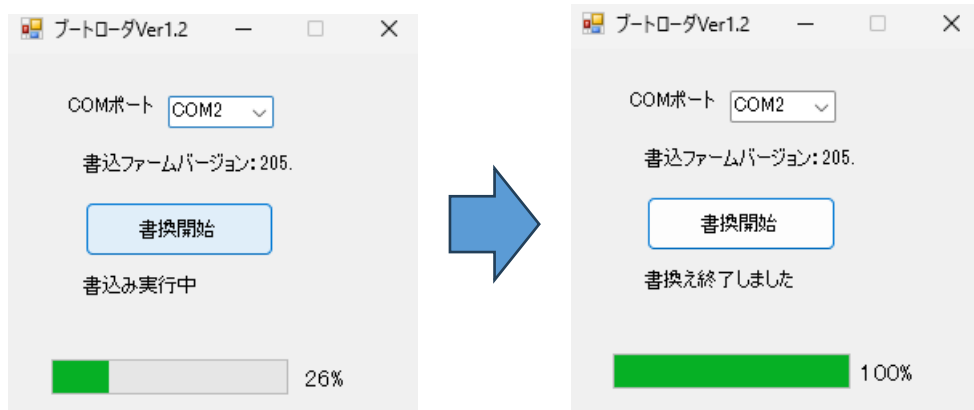 ブートローダVer1.2
COMポート COM2
書込ファームバージョン:205.
書換開始
書込み実行中
26%
ブートローダVer1.2
COMポート COM2
書込ファームバージョン:205.
書換開始
書換え終了しました
100%